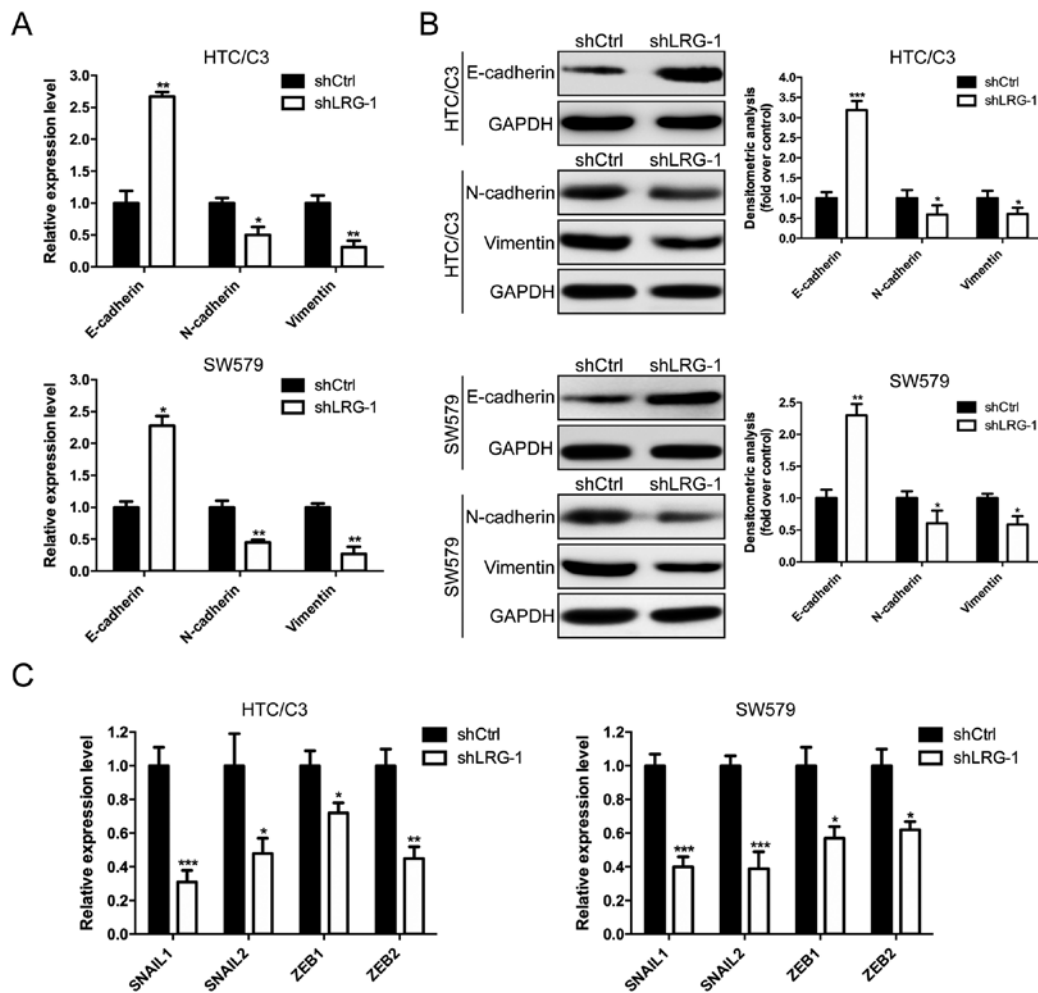 A
HTC/C3
shCtrl
shLRG-1
Relative expression level
3.0
2.5
2.0
1.5
1.0
0.5
0.0
**
*
**
E-cadherin
N-cadherin
Vimentin
SW579
shCtrl
shLRG-1
Relative expression level
3.0
2.5
2.0
1.5
1.0
0.5
0.0
*
**
**
E-cadherin
N-cadherin
Vimentin
B
shCtrl shLRG-1
HTC/C3
E-cadherin
GAPDH
shCtrl shLRG-1
HTC/C3
N-cadherin
Vimentin
GAPDH
HTC/C3
shCtrl
shLRG-1
Densitometric analysis
(fold over control)
4.0
3.5
3.0
2.5
2.0
1.5
1.0
0.5
0.0
***
*
*
E-cadherin
N-cadherin
Vimentin
shCtrl shLRG-1
SW579
E-cadherin
GAPDH
shCtrl shLRG-1
SW579
N-cadherin
Vimentin
GAPDH
SW579
shCtrl
shLRG-1
Densitometric analysis
(fold over control)
2.5
2.0
1.5
1.0
0.5
0.0
**
*
*
E-cadherin
N-cadherin
Vimentin
C
HTC/C3
shCtrl
shLRG-1
Relative expression level
1.2
1.0
0.8
0.6
0.4
0.2
0.0
***
*
*
**
SNAIL1
SNAIL2
ZEB1
ZEB2
SW579
shCtrl
shLRG-1
Relative expression level
1.2
1.0
0.8
0.6
0.4
0.2
0.0
***
***
*
*
SNAIL1
SNAIL2
ZEB1
ZEB2